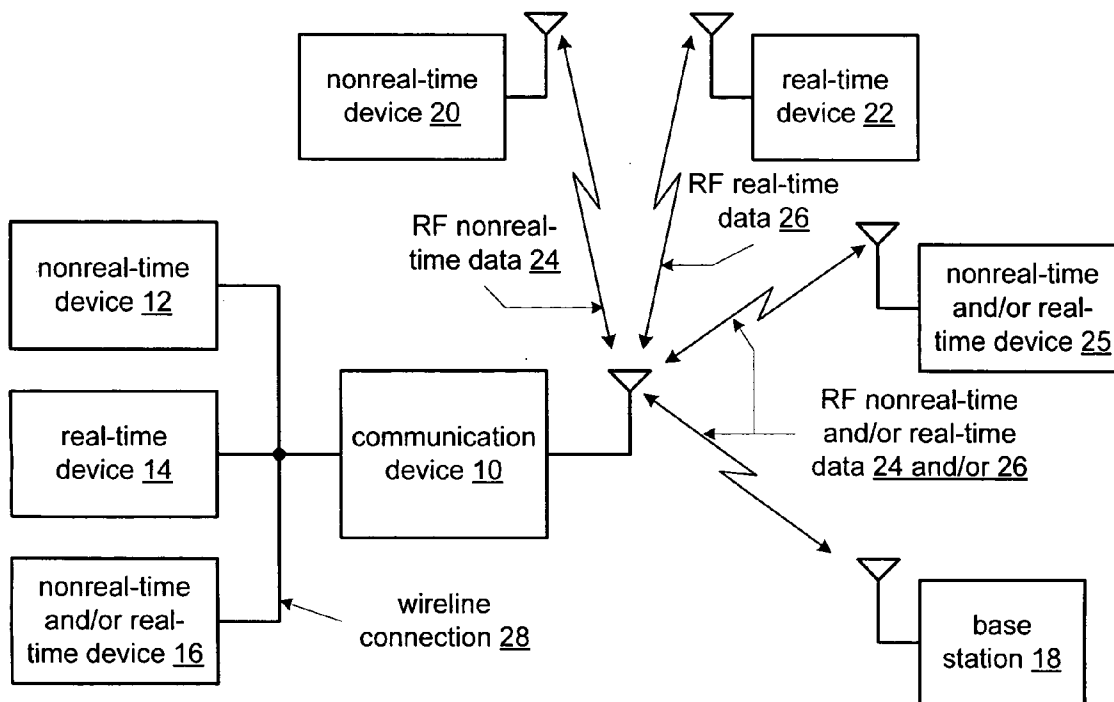 nonreal-time
device 20
real-time
device 22
RF real-time
data 26
RF nonreal-
time data 24
nonreal-time
device 12
nonreal-time
and/or real-
time device 25
real-time
device 14
communication
device 10
RF nonreal-time
and/or real-time
data 24 and/or 26
nonreal-time
and/or real-
time device 16
wireline
connection 28
base
station 18